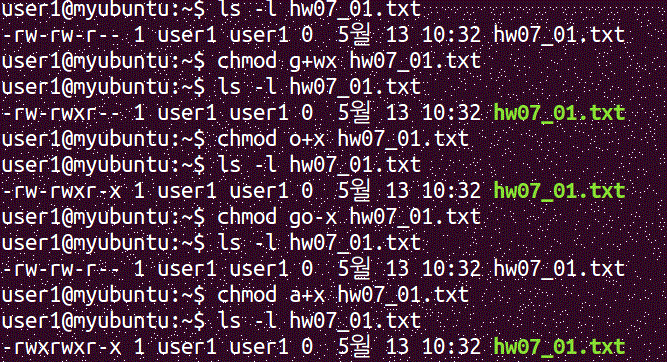 user1@myubuntu:~$ ls -l hw07_01.txt
-rw-rw-r-- 1 user1 user1 0  5월 13 10:32 hw07_01.txt
user1@myubuntu:~$ chmod g+wx hw07_01.txt
user1@myubuntu:~$ ls -l hw07_01.txt
-rw-rwxr-- 1 user1 user1 0  5월 13 10:32 hw07_01.txt
user1@myubuntu:~$ chmod o+x hw07_01.txt
user1@myubuntu:~$ ls -l hw07_01.txt
-rw-rwxr-x 1 user1 user1 0  5월 13 10:32 hw07_01.txt
user1@myubuntu:~$ chmod go-x hw07_01.txt
user1@myubuntu:~$ ls -l hw07_01.txt
-rw-rw-r-- 1 user1 user1 0  5월 13 10:32 hw07_01.txt
user1@myubuntu:~$ chmod a+x hw07_01.txt
user1@myubuntu:~$ ls -l hw07_01.txt
-rwxrwxr-x 1 user1 user1 0  5월 13 10:32 hw07_01.txt